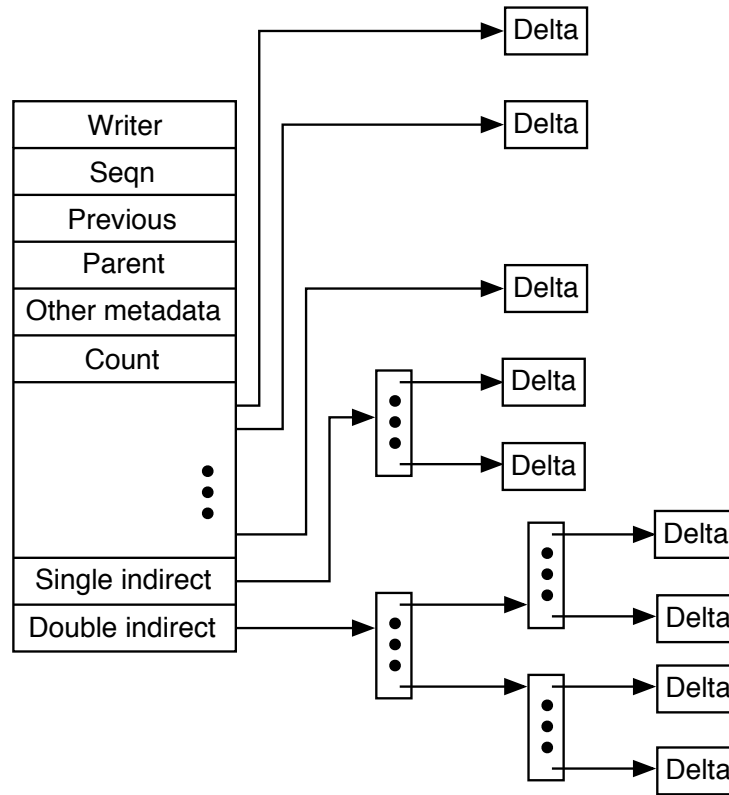 Delta
Delta
Writer
Seqn
Previous
Parent
Other metadata
Count
Delta
Delta
Delta
Single indirect
Double indirect
Delta
Delta
Delta
Delta